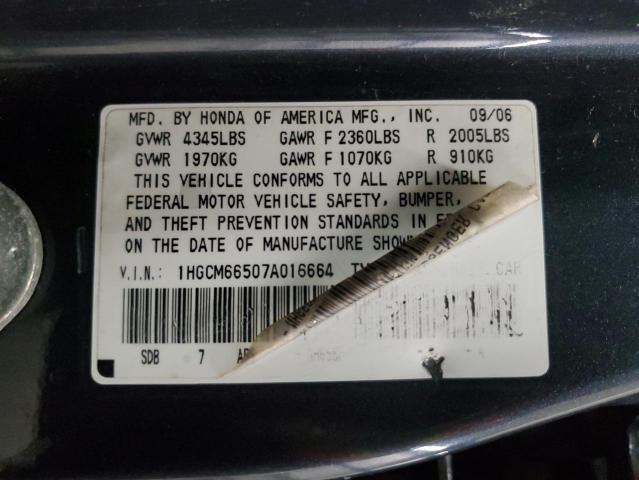 MFD. BY HONDA OF AMERICA MFG., INC. 09/06
GVWR 4345LBS GAWR F 2360LBS R 2005LBS
GVWR 1970KG GAWR F 1070KG R 910KG
THIS VEHICLE CONFORMS TO ALL APPLICABLE
FEDERAL MOTOR VEHICLE SAFETY, BUMPER,
AND THEFT PREVENTION STANDARDS IN
ON THE DATE OF MANUFACTURE
V.I.N.: 1HGCM66507A016664 CAR
SDB 7